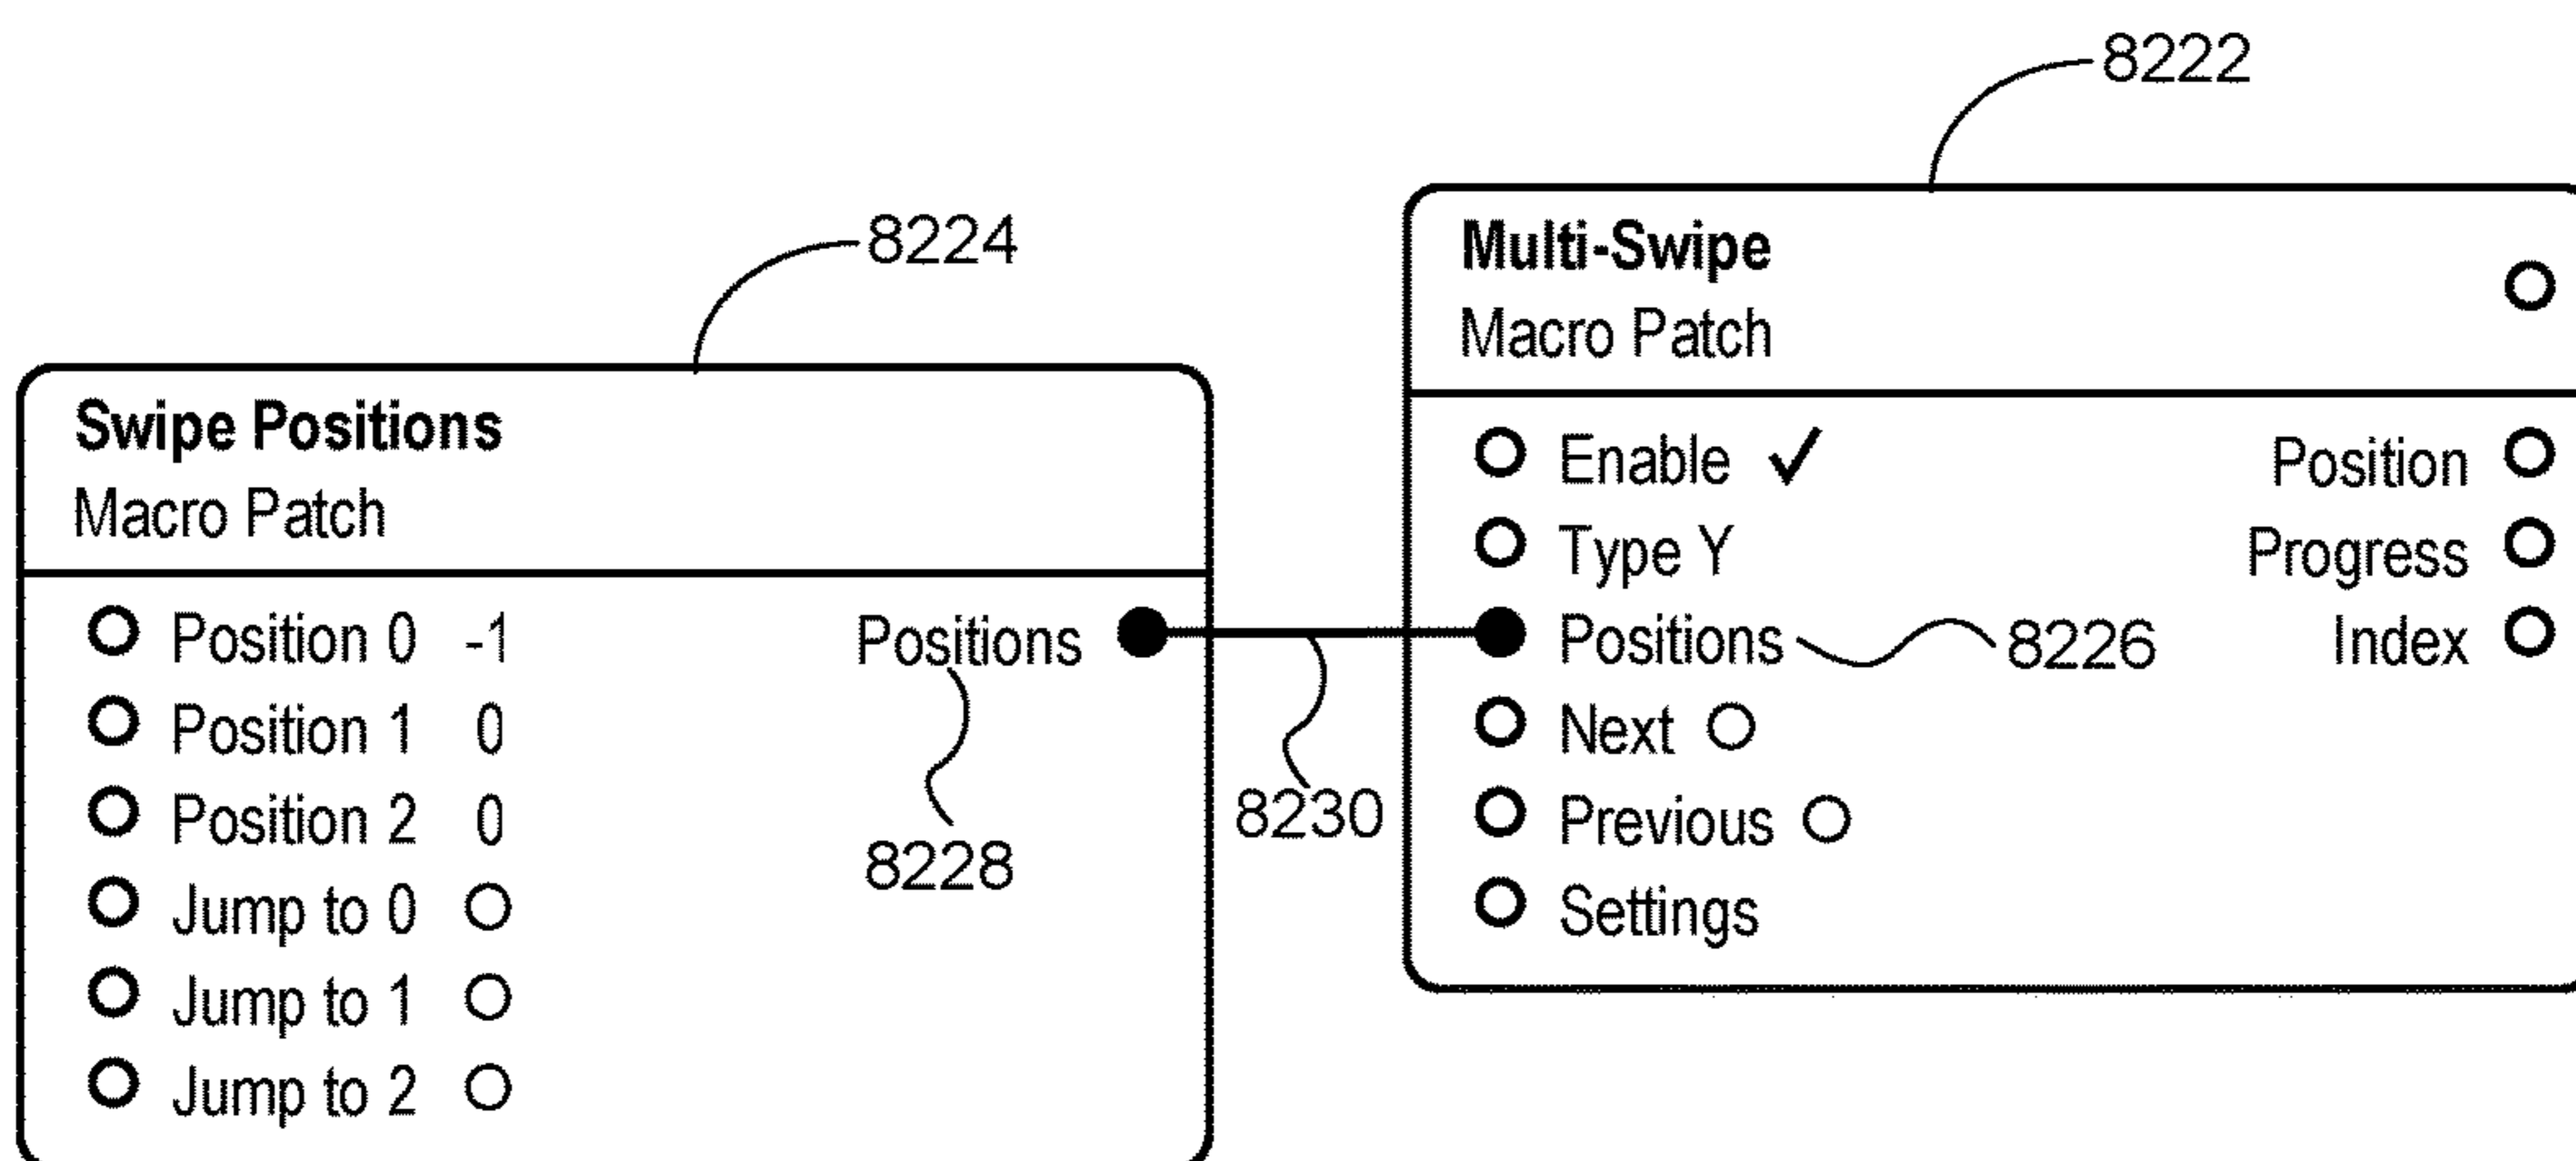 8222
8224
Multi-Swipe
Macro Patch
Swipe Positions
Macro Patch
Enable ✓ Position
Type Y Progress
Positions 8226 Index
Next
Previous
Settings
Position 0 -1 Positions
Position 1 0
Position 2 0
Jump to 0
Jump to 1
Jump to 2
8228
8230